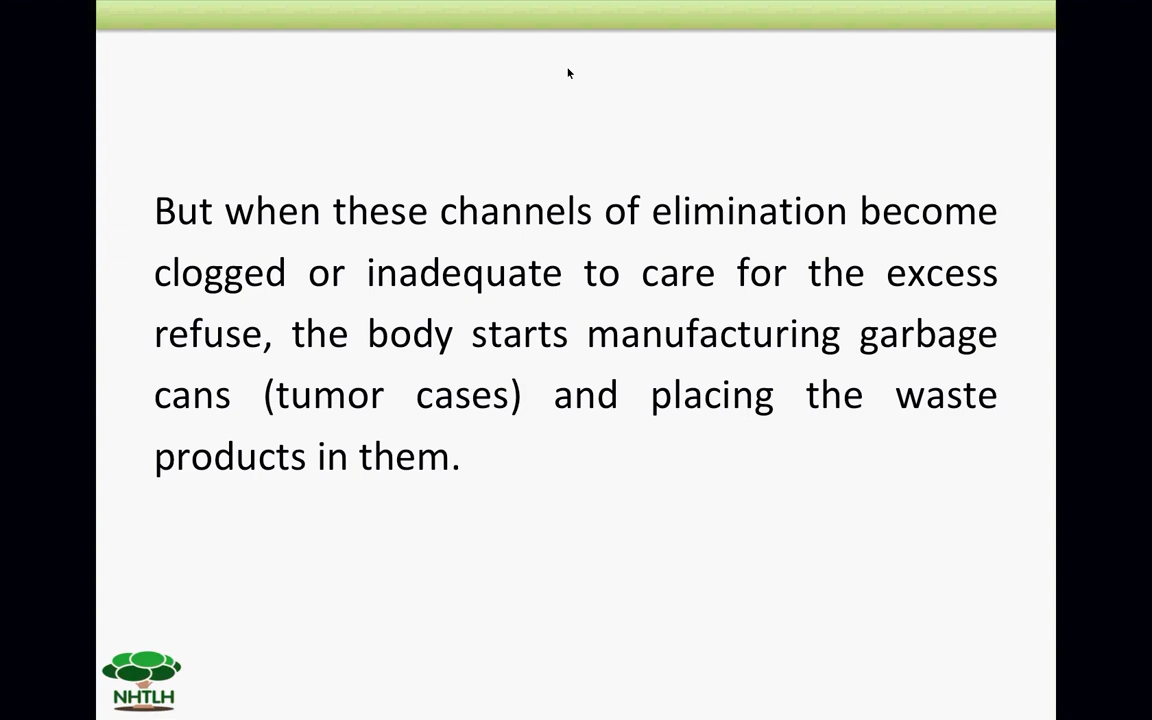 But when these channels of elimination become
clogged or inadequate to care for the excess
refuse, the body starts manufacturing garbage
cans (tumor cases) and placing the waste
products in them.
NHTLH